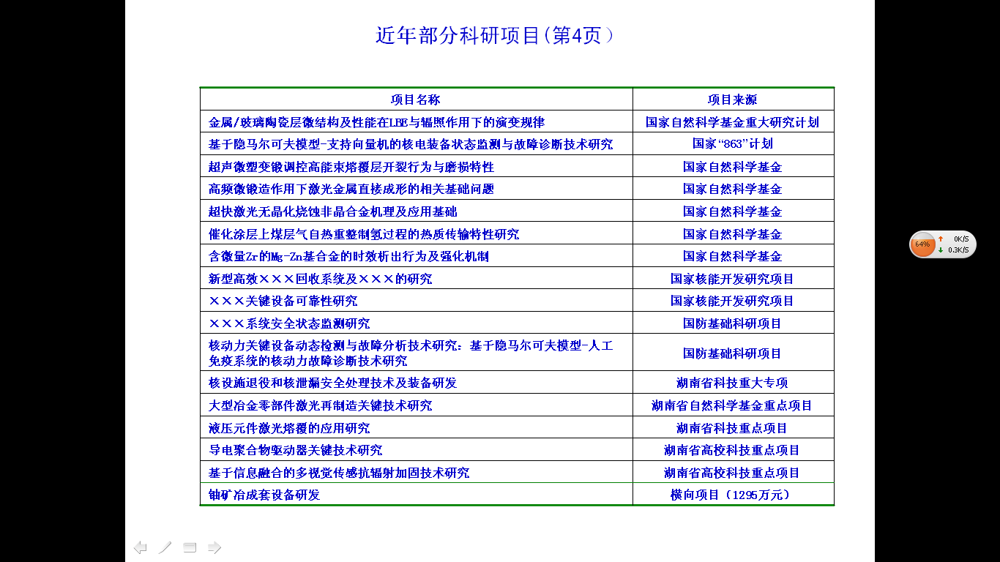 近年部分科研项目(第4页）
项目名称 项目来源
金属/玻璃陶瓷层微结构及性能在LBE与辐照作用下的演变规律 国家自然科学基金重大研究计划
基于隐马尔可夫模型-支持向量机的核电装备状态监测与故障诊断技术研究 国家“863”计划
超声微塑变锻调控高能束熔覆层开裂行为与磨损特性 国家自然科学基金
高频微锻造作用下激光金属直接成形的相关基础问题 国家自然科学基金
超快激光无晶化烧蚀非晶合金机理及应用基础 国家自然科学基金
催化涂层上煤层气自热重整制氢过程的热质传输特性研究 国家自然科学基金
含微量Zr的Mg-Zn基合金的时效析出行为及强化机制 国家自然科学基金
新型高效×××回收系统及×××的研究 国家核能开发研究项目
×××关键设备可靠性研究 国家核能开发研究项目
×××系统安全状态监测研究 国防基础科研项目
核动力关键设备动态检测与故障分析技术研究：基于隐马尔可夫模型-人工
免疫系统的核动力故障诊断技术研究 国防基础科研项目
核设施退役和核泄漏安全处理技术及装备研发 湖南省科技重大专项
大型冶金零部件激光再制造关键技术研究 湖南省自然科学基金重点项目
液压元件激光熔覆的应用研究 湖南省科技重点项目
导电聚合物驱动器关键技术研究 湖南省高校科技重点项目
基于信息融合的多视觉传感抗辐射加固技术研究 湖南省高校科技重点项目
铀矿冶成套设备研发 横向项目（1295万元）
64% 0K/S
0.3K/S